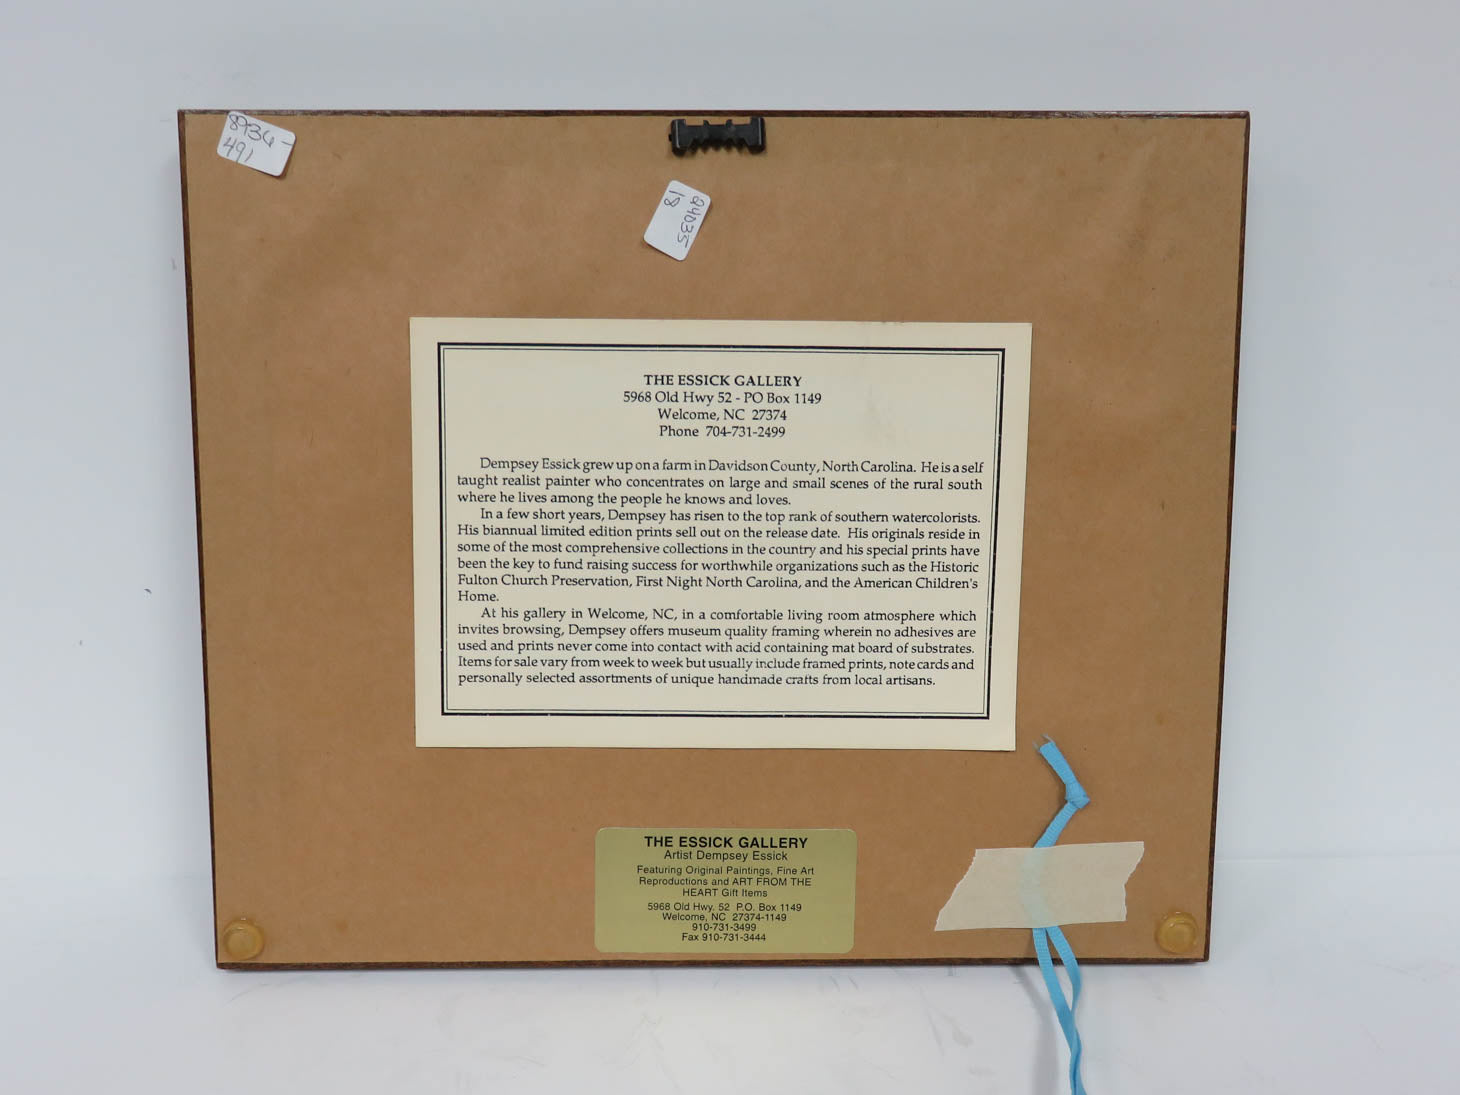 8936-
491
24035
18
THE ESSICK GALLERY
5968 Old Hwy 52 - PO Box 1149
Welcome, NC 27374
Phone 704-731-2499
Dempsey Essick grew up on a farm in Davidson County, North Carolina. He is a self
taught realist painter who concentrates on large and small scenes of the rural south
where he lives among the people he knows and loves.
In a few short years, Dempsey has risen to the top rank of southern watercolorists.
His biannual limited edition prints sell out on the release date. His originals reside in
some of the most comprehensive collections in the country and his special prints have
been the key to fund raising success for worthwhile organizations such as the Historic
Fulton Church Preservation, First Night North Carolina, and the American Children's
Home.
At his gallery in Welcome, NC, in a comfortable living room atmosphere which
invites browsing, Dempsey offers museum quality framing wherein no adhesives are
used and prints never come into contact with acid containing mat board of substrates.
Items for sale vary from week to week but usually include framed prints, note cards and
personally selected assortments of unique handmade crafts from local artisans.
THE ESSICK GALLERY
Artist Dempsey Essick
Featuring Original Paintings, Fine Art
Reproductions and ART FROM THE
HEART Gift Items
5968 Old Hwy. 52 P.O. Box 1149
Welcome, NC 27374-1149
910-731-3499
Fax 910-731-3444